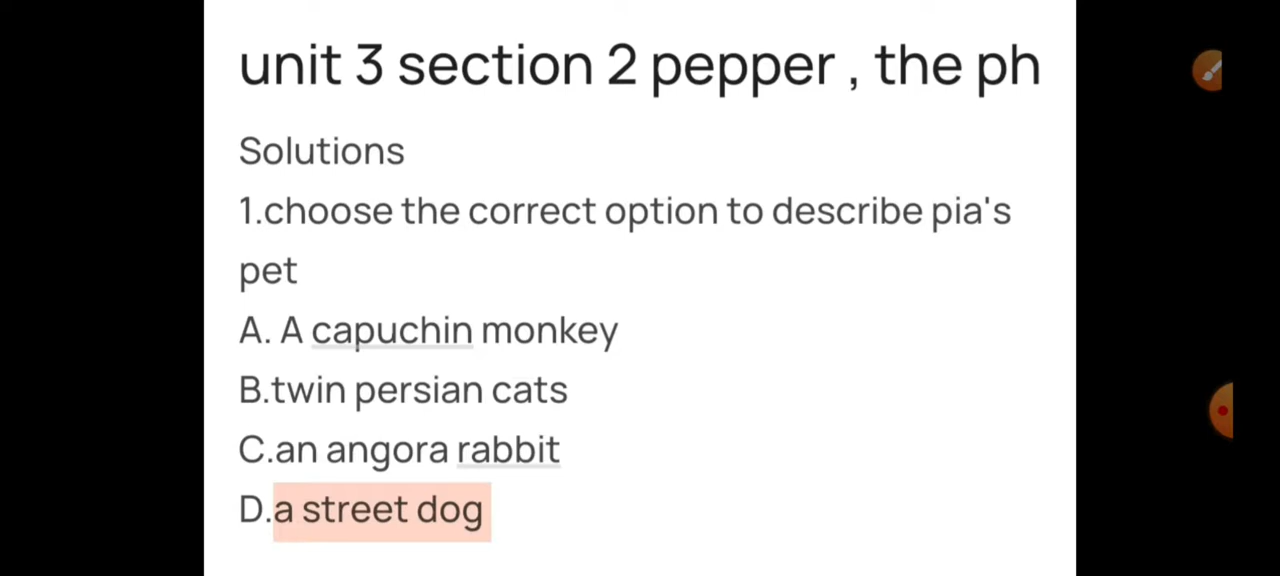 unit 3 section 2 pepper , the ph
Solutions
1.choose the correct option to describe pia's
pet
A. A capuchin monkey
B.twin persian cats
C.an angora rabbit
D.a street dog